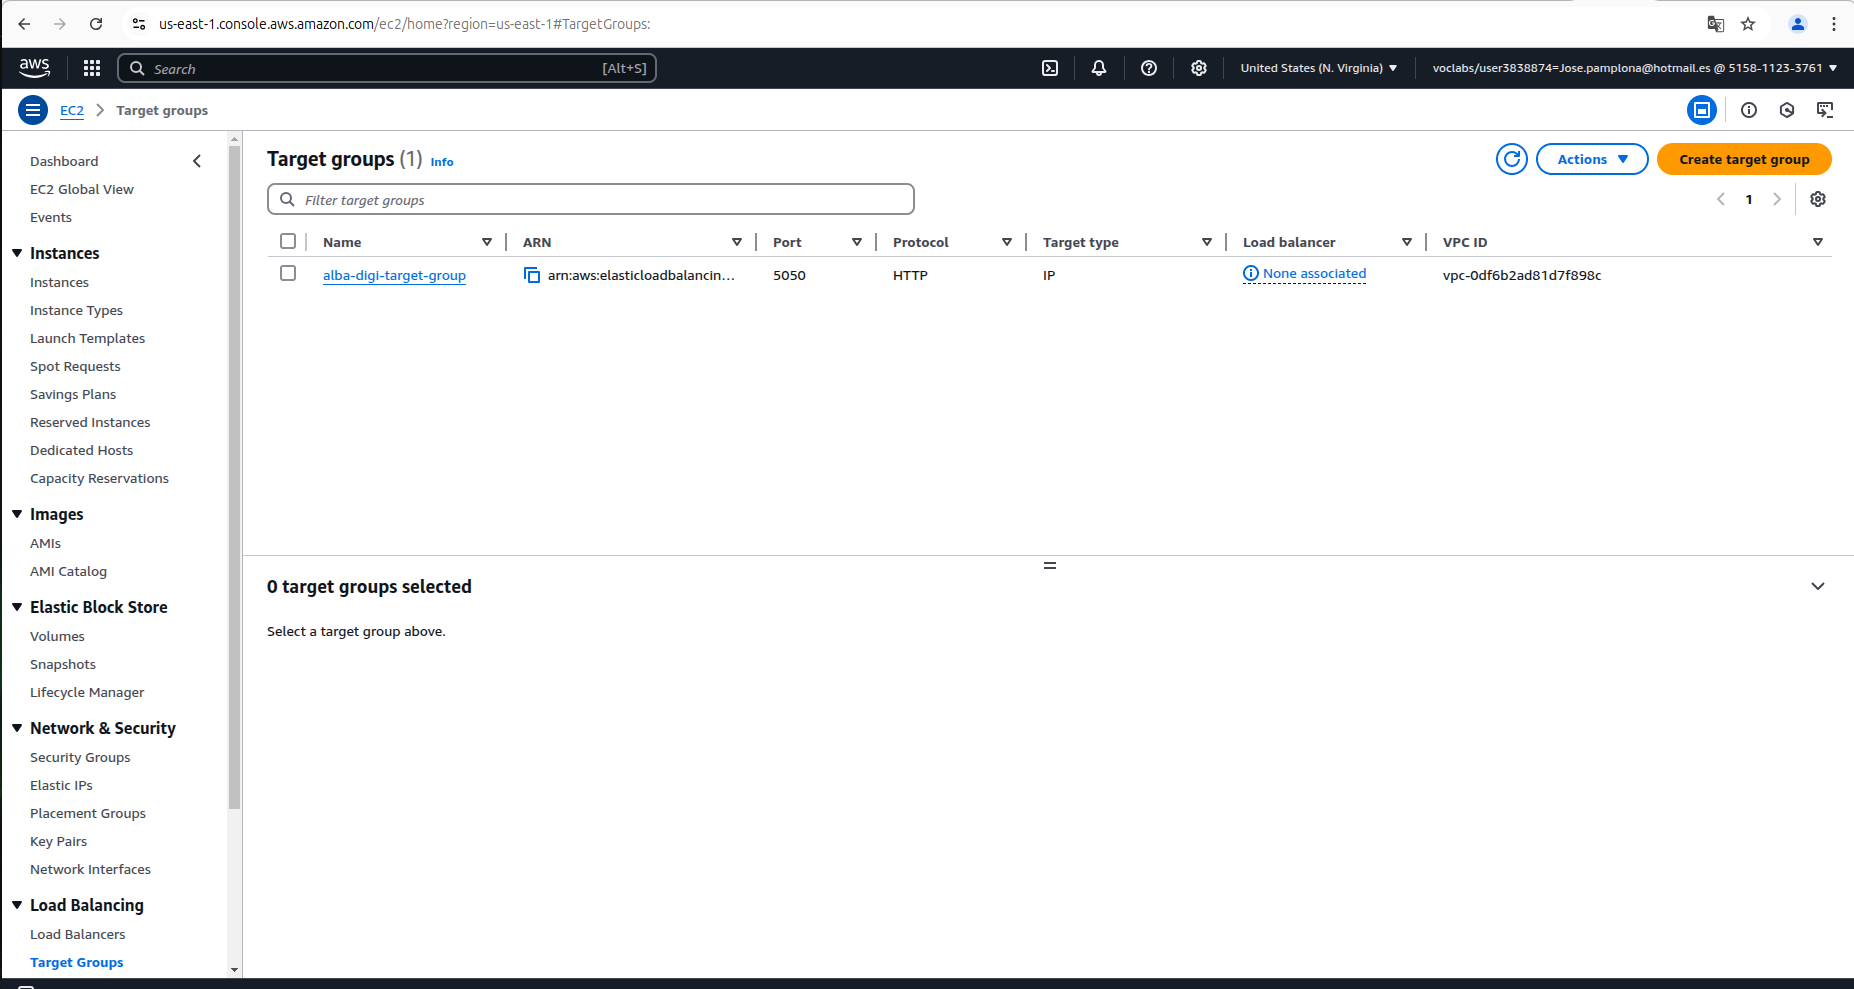 us-east-1.console.aws.amazon.com/ec2/home?region=us-east-1#TargetGroups:
aws
Search
[Alt+S]
United States (N. Virginia)
voclabs/user3838874=Jose.pamplona@hotmail.es @ 5158-1123-3761
EC2
Target groups
Dashboard
EC2 Global View
Events
Instances
Instances
Instance Types
Launch Templates
Spot Requests
Savings Plans
Reserved Instances
Dedicated Hosts
Capacity Reservations
Images
AMIs
AMI Catalog
Elastic Block Store
Volumes
Snapshots
Lifecycle Manager
Network & Security
Security Groups
Elastic IPs
Placement Groups
Key Pairs
Network Interfaces
Load Balancing
Load Balancers
Target Groups
Target groups (1) Info
Actions
Create target group
Filter target groups
1
Name ARN Port Protocol Target type Load balancer VPC ID
alba-digi-target-group arn:aws:elasticloadbalancin... 5050 HTTP IP None associated vpc-0df6b2ad81d7f898c
0 target groups selected
Select a target group above.